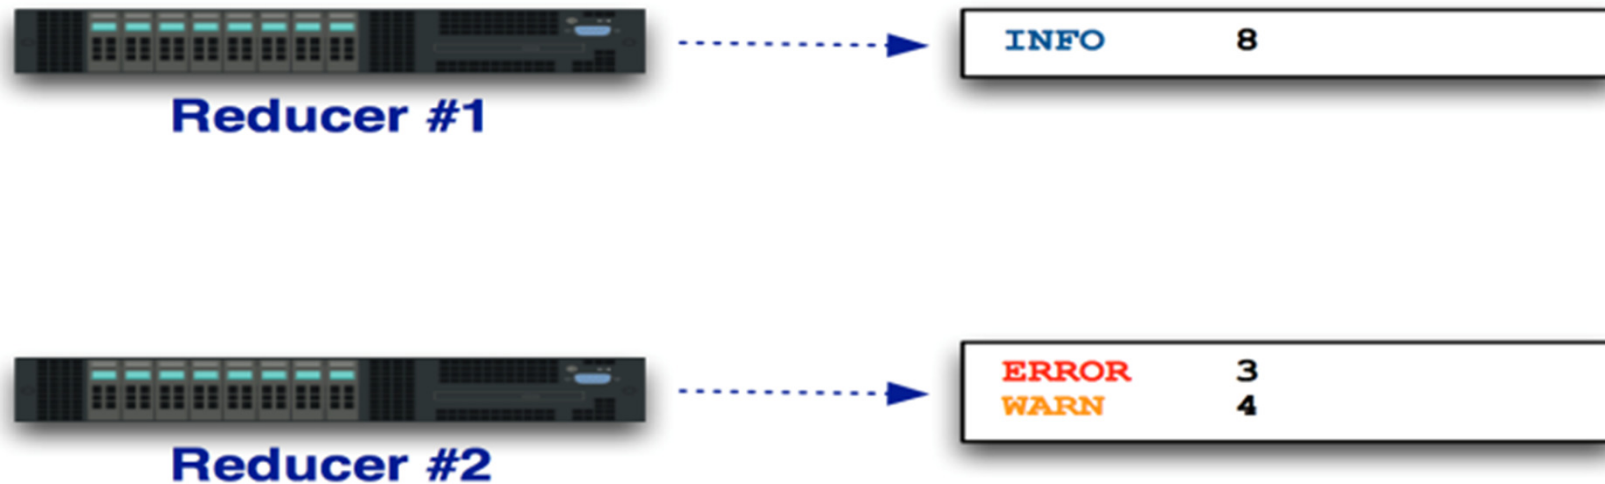 INFO 8
Reducer #1
ERROR 3
WARN 4
Reducer #2